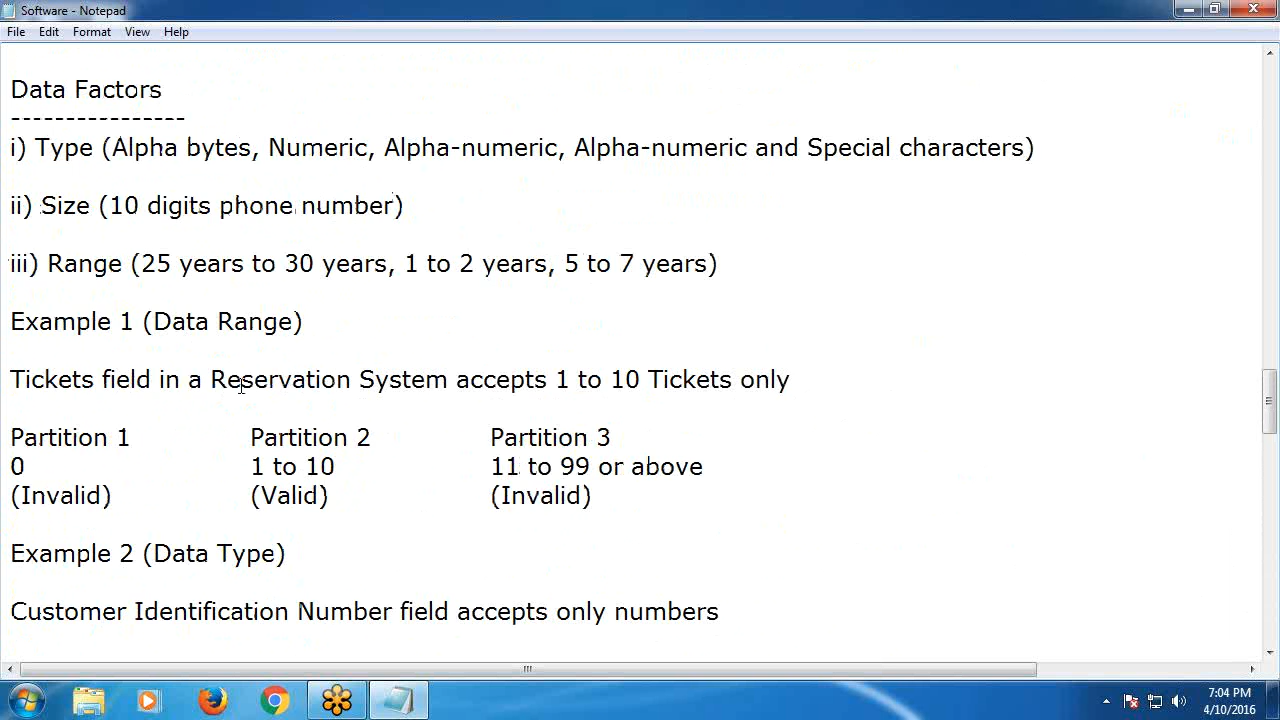 Software - Notepad
File Edit Format View Help
Data Factors
----------------
i) Type (Alpha bytes, Numeric, Alpha-numeric, Alpha-numeric and Special characters)
ii) Size (10 digits phone number)
iii) Range (25 years to 30 years, 1 to 2 years, 5 to 7 years)
Example 1 (Data Range)
Tickets field in a Reservation System accepts 1 to 10 Tickets only
Partition 1 Partition 2 Partition 3
0 1 to 10 11 to 99 or above
(Invalid) (Valid) (Invalid)
Example 2 (Data Type)
Customer Identification Number field accepts only numbers
7:04 PM
4/10/2016